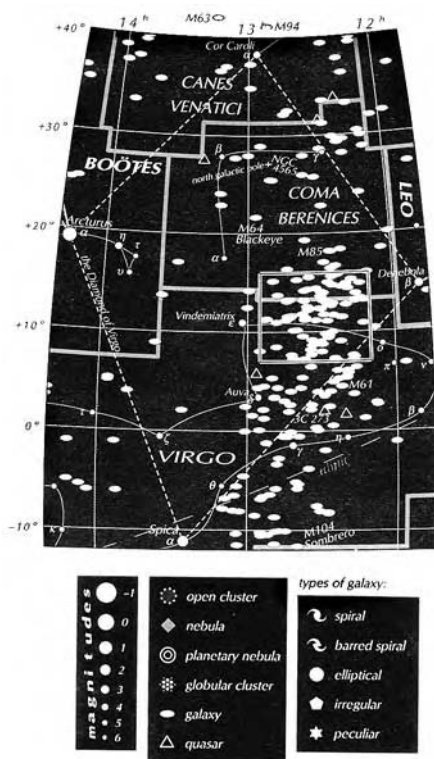 M63 M94
14h 13h 12h
+40°
Cor Caroli
α
CANES
VENATICI
+30°
BOÖTES
β
γ
north galactic pole + NGC
4565
COMA
BERENICES
LEO
+20°
Arcturus
α
η
τ
υ
M64
Blackeye
α
M85
Denebola
β
the Diamond of Virgo
Vindemiatrix
ε
+10°
ο
π
ν
M61
Auva
δ
3C 273
ι
β
0°
ζ
η
γ
VIRGO
ecliptic
θ
κ
-10°
Spica
α
M104
Sombrero
magnitudes
-1
0
1
2
3
4
5
6
open cluster
nebula
planetary nebula
globular cluster
galaxy
quasar
types of galaxy:
spiral
barred spiral
elliptical
irregular
peculiar